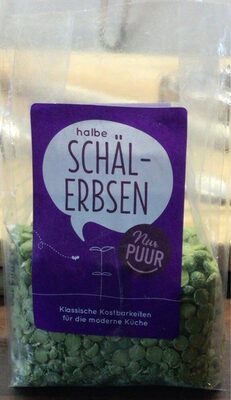 halbe
SCHÄL-
ERBSEN
Nur
PUUR
Klassische Kostbarkeiten
für die moderne Küche